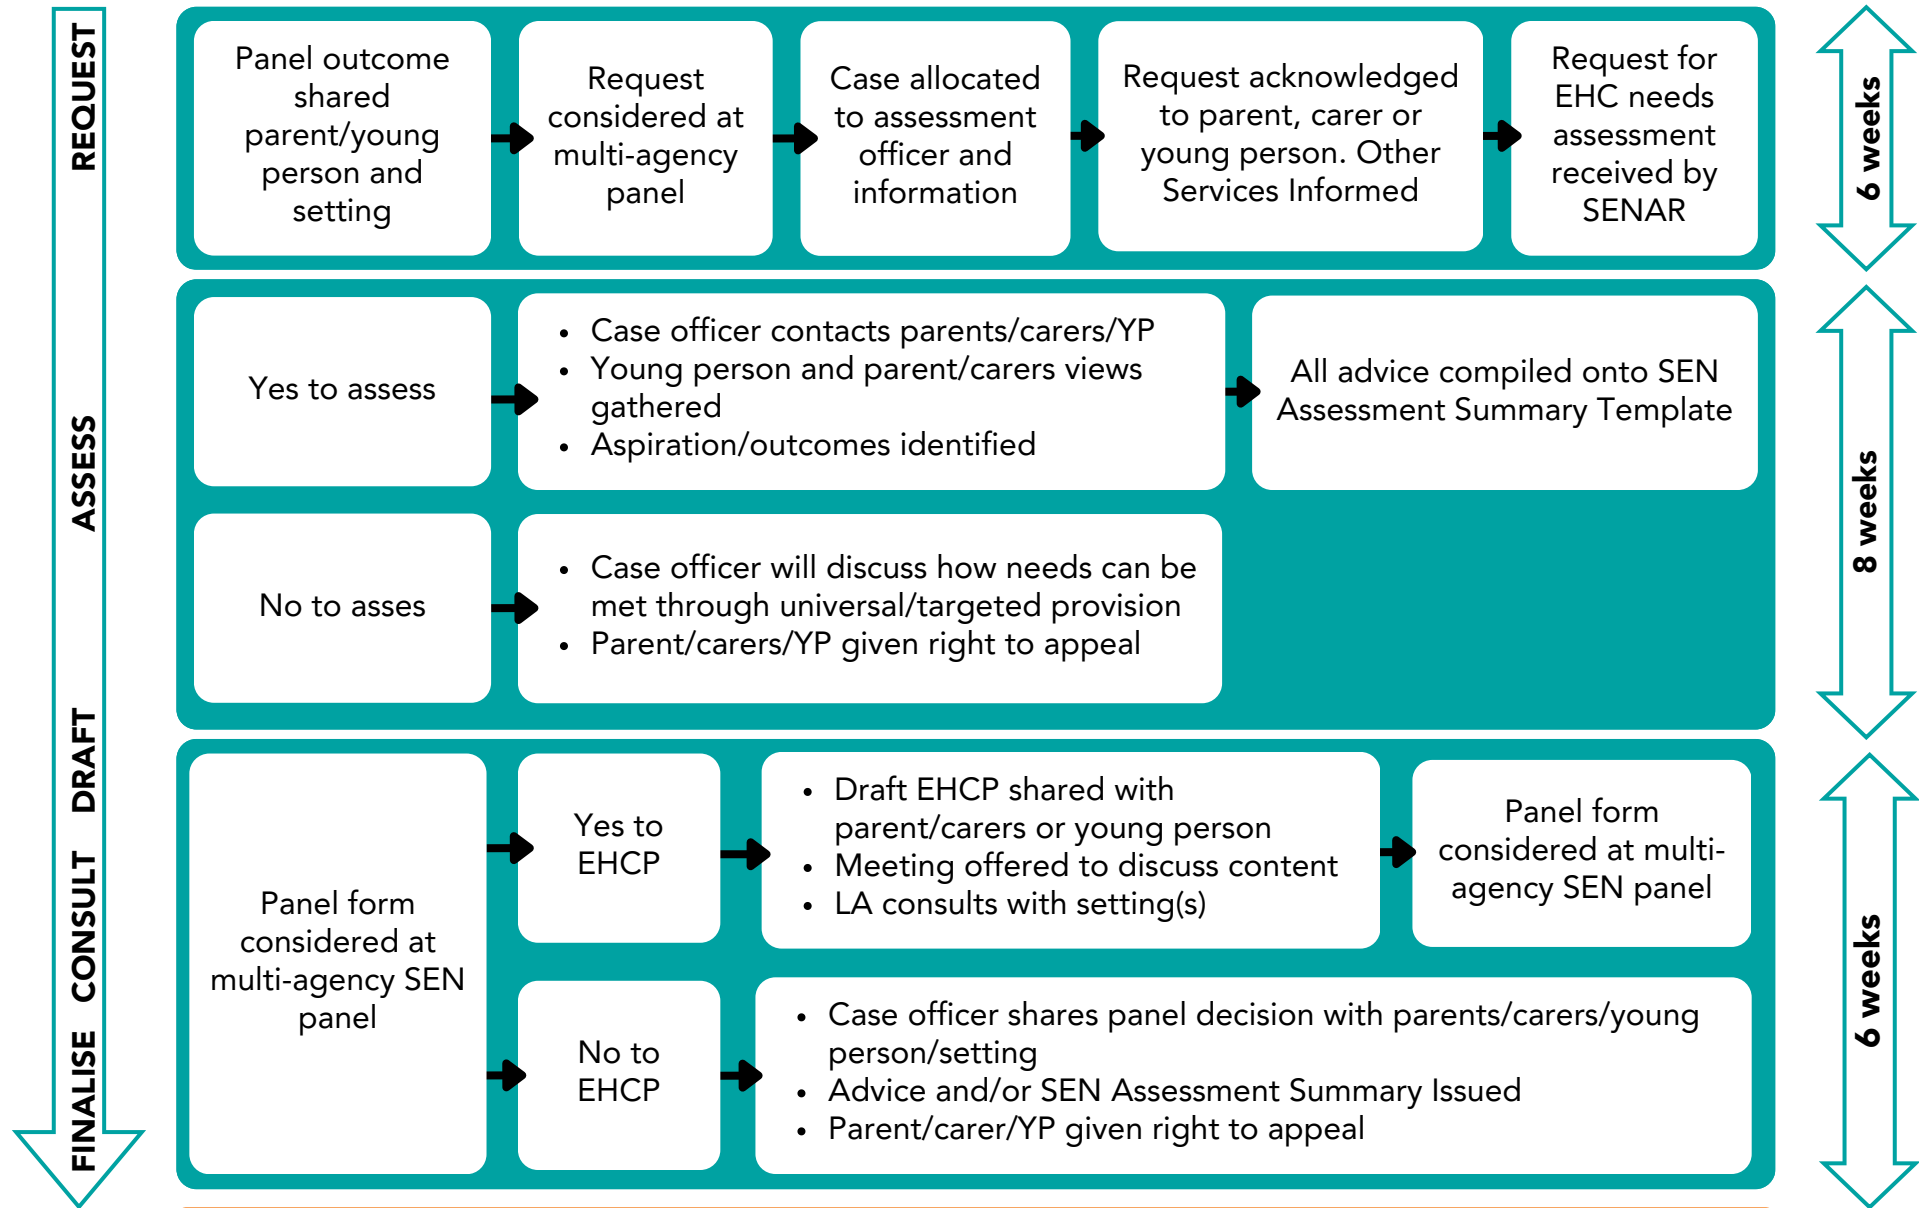 REQUEST
Panel outcome
shared
parent/young
person and
setting
Request
considered at
multi-agency
panel
Case allocated
to assessment
officer and
information
Request acknowledged
to parent, carer or
young person. Other
Services Informed
Request for
EHC needs
assessment
received by
SENAR
6 weeks
ASSESS
Yes to assess
• Case officer contacts parents/carers/YP
• Young person and parent/carers views
gathered
• Aspiration/outcomes identified
All advice compiled onto SEN
Assessment Summary Template
8 weeks
No to asses
• Case officer will discuss how needs can be
met through universal/targeted provision
• Parent/carers/YP given right to appeal
DRAFT
CONSULT
FINALISE
Panel form
considered at
multi-agency SEN
panel
Yes to
EHCP
• Draft EHCP shared with
parent/carers or young person
• Meeting offered to discuss content
• LA consults with setting(s)
Panel form
considered at multi-
agency SEN panel
No to
EHCP
• Case officer shares panel decision with parents/carers/young
person/setting
• Advice and/or SEN Assessment Summary Issued
• Parent/carer/YP given right to appeal
6 weeks